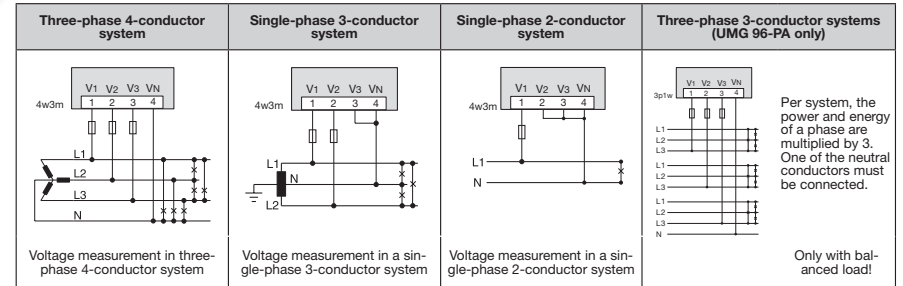 Three-phase 4-conductor
system
Single-phase 3-conductor
system
Single-phase 2-conductor
system
Three-phase 3-conductor systems
(UMG 96-PA only)
V1 V2 V3 VN
1 2 3 4
4w3m
L1
L2
L3
N
V1 V2 V3 VN
1 2 3 4
4w3m
L1
N
L2
V1 V2 V3 VN
1 2 3 4
4w3m
L1
N
V1 V2 V3 VN
1 2 3 4
3p1w
L1
L2
L3
L1
L2
L3
L1
L2
L3
N
Per system, the
power and energy
of a phase are
multiplied by 3.
One of the neutral
conductors must
be connected.
Voltage measurement in three-
phase 4-conductor system
Voltage measurement in a sin-
gle-phase 3-conductor system
Voltage measurement in a sin-
gle-phase 2-conductor system
Only with bal-
anced load!